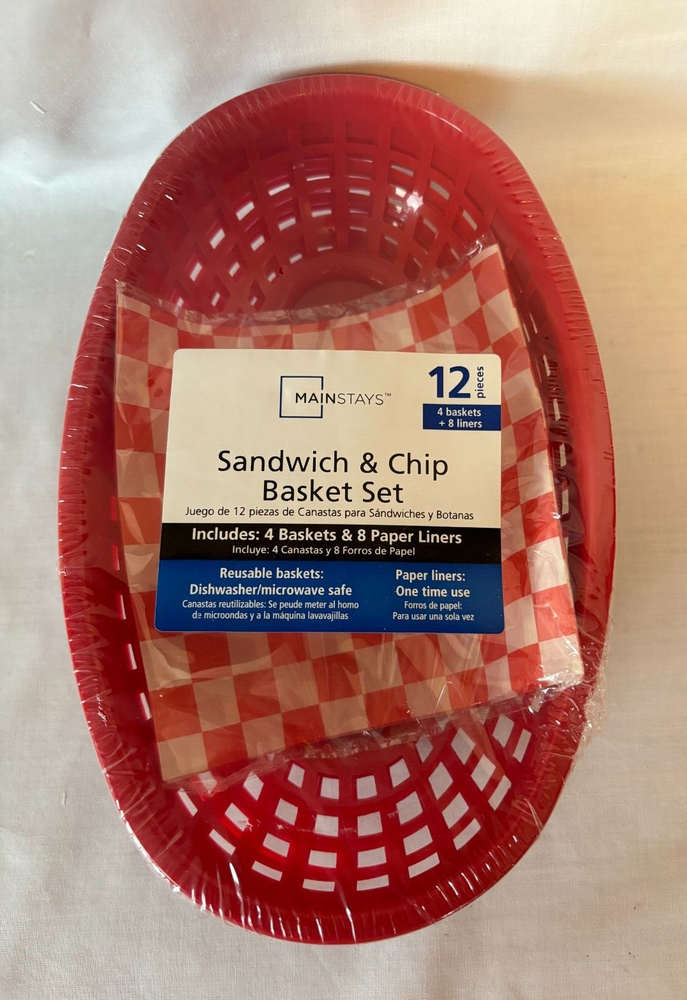 MAINSTAYS™
12 pieces
4 baskets
+ 8 liners
Sandwich & Chip
Basket Set
Juego de 12 piezas de Canastas para Sándwiches y Botanas
Includes: 4 Baskets & 8 Paper Liners
Incluye: 4 Canastas y 8 Forros de Papel
Reusable baskets:
Dishwasher/microwave safe
Canastas reutilizables: Se peude meter al horno
de microondas y a la máquina lavavajillas
Paper liners:
One time use
Forros de papel:
Para usar una sola vez